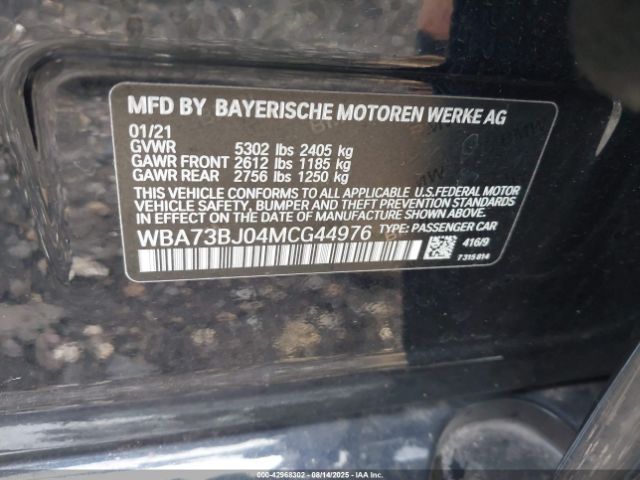 MFD BY BAYERISCHE MOTOREN WERKE AG
01/21
GVWR 5302 lbs 2405 kg
GAWR FRONT 2612 lbs 1185 kg
GAWR REAR 2756 lbs 1250 kg
THIS VEHICLE CONFORMS TO ALL APPLICABLE U.S.FEDERAL MOTOR
VEHICLE SAFETY, BUMPER AND THEFT PREVENTION STANDARDS
IN EFFECT ON THE DATE OF MANUFACTURE SHOWN ABOVE.
WBA73BJ04MCG44976 TYPE: PASSENGER CAR
416/9
7315814
000-42968302 - 08/14/2025 - IAA Inc.